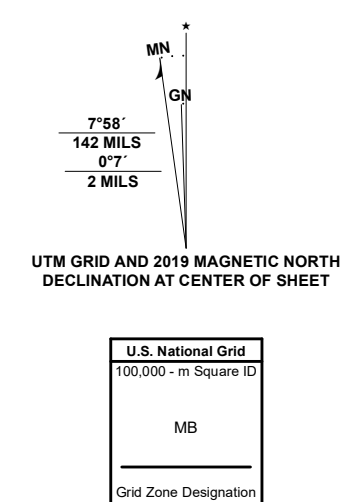 ★
MN
GN
7°58´
142 MILS
0°7´
2 MILS
UTM GRID AND 2019 MAGNETIC NORTH
DECLINATION AT CENTER OF SHEET
U.S. National Grid
100,000 - m Square ID
MB
Grid Zone Designation